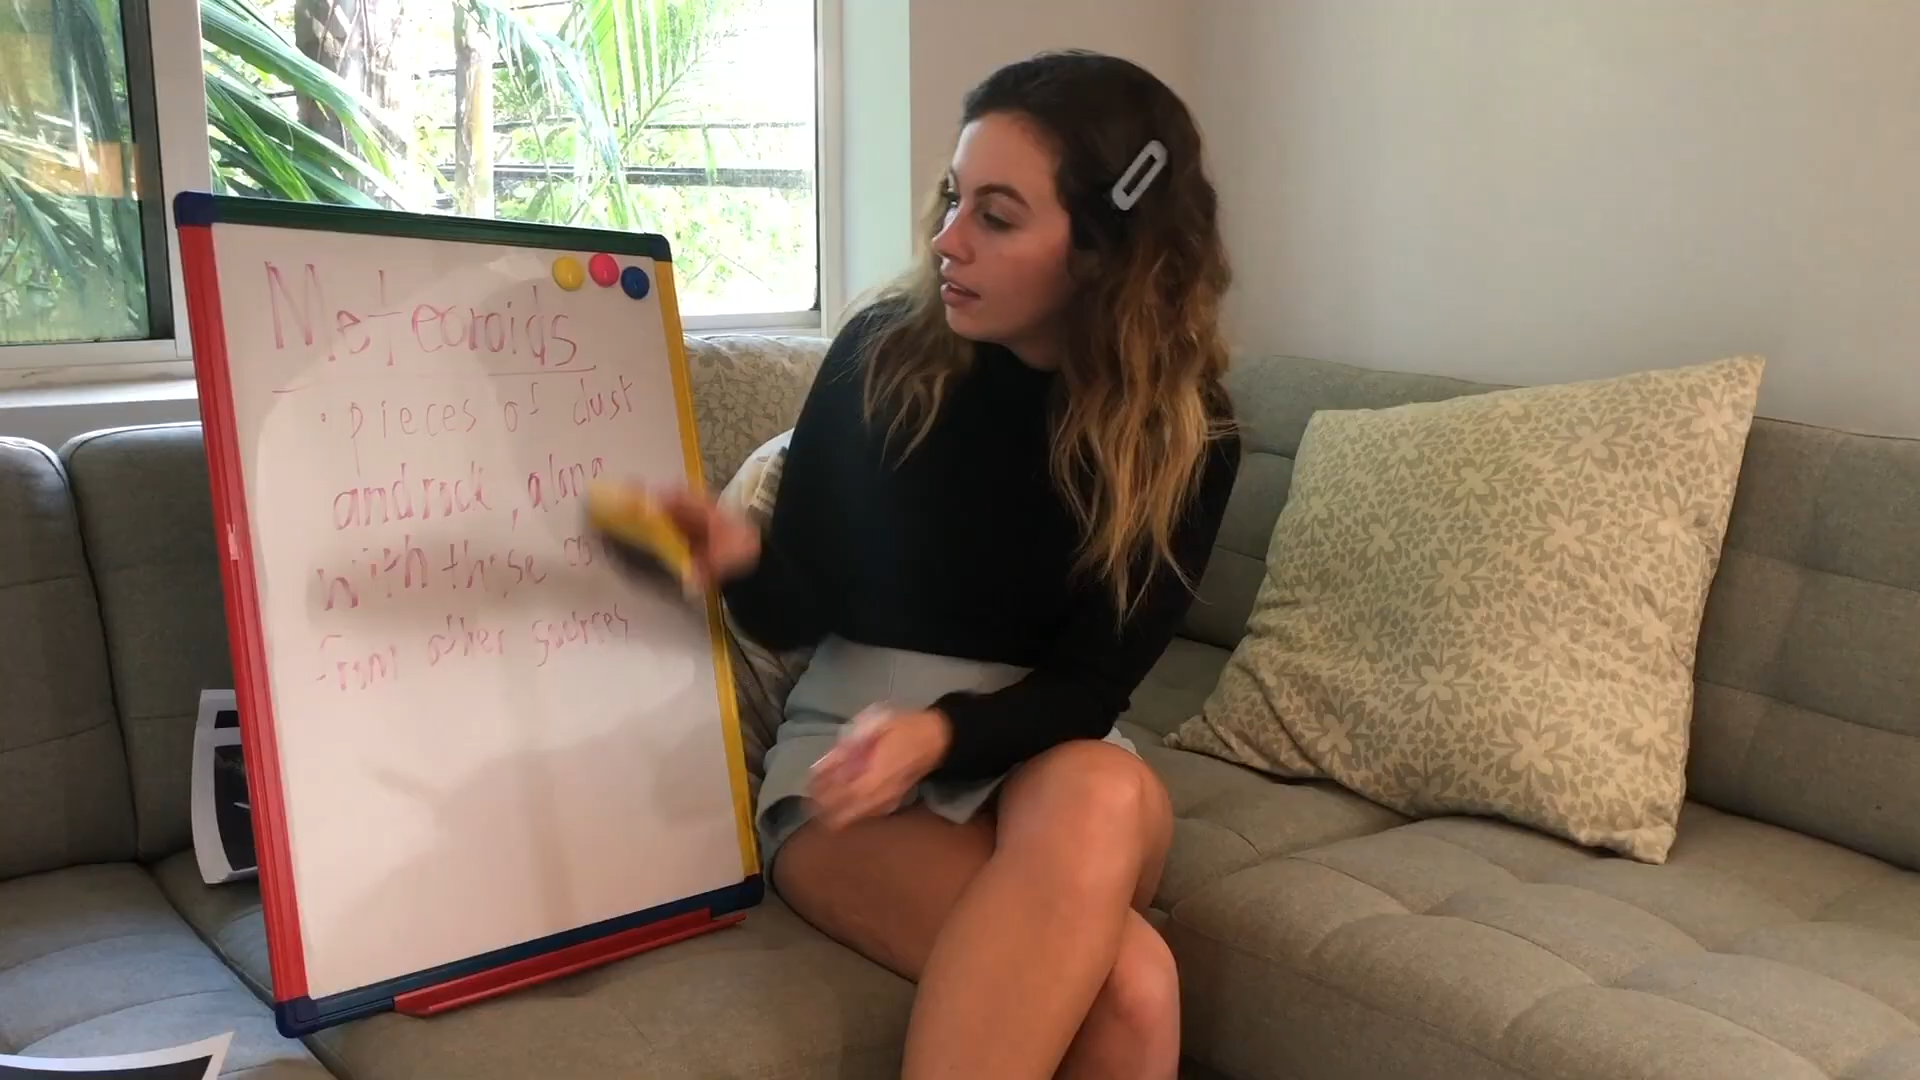 Meteoroids
· pieces of dust
and rock, along
with those
from other sources